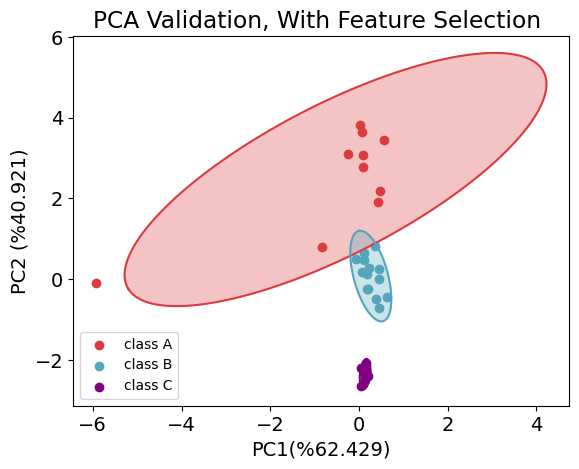 PCA Validation, With Feature Selection
6
4
2
0
−2
PC2 (%40.921)
class A
class B
class C
−6
−4
−2
0
2
4
PC1(%62.429)